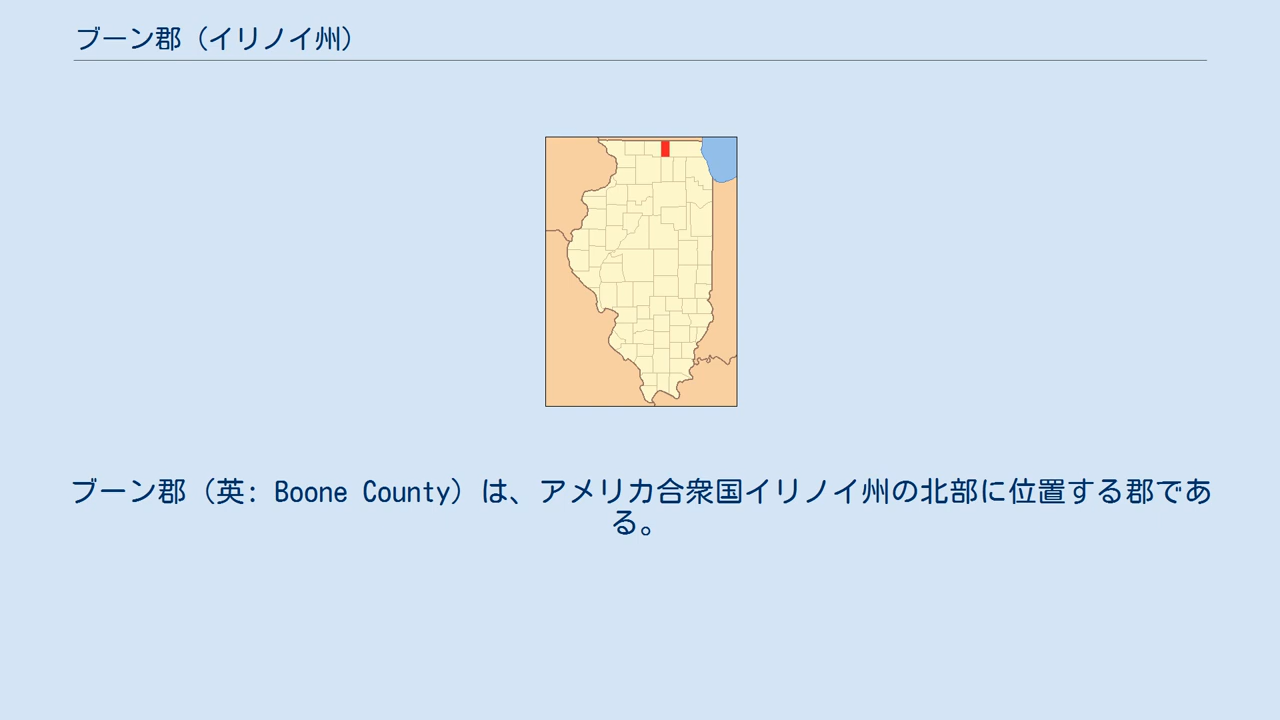 ブーン郡（イリノイ州）
ブーン郡（英: Boone County）は、アメリカ合衆国イリノイ州の北部に位置する郡であ
る。